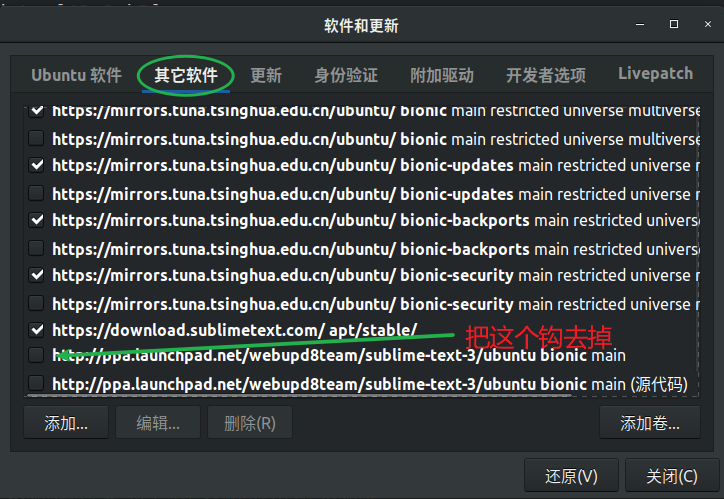 软件和更新
Ubuntu 软件 其它软件 更新 身份验证 附加驱动 开发者选项 Livepatch
https://mirrors.tuna.tsinghua.edu.cn/ubuntu/ bionic main restricted universe multiverse
https://mirrors.tuna.tsinghua.edu.cn/ubuntu/ bionic main restricted universe multiverse
https://mirrors.tuna.tsinghua.edu.cn/ubuntu/ bionic-updates main restricted universe
https://mirrors.tuna.tsinghua.edu.cn/ubuntu/ bionic-updates main restricted universe
https://mirrors.tuna.tsinghua.edu.cn/ubuntu/ bionic-backports main restricted
https://mirrors.tuna.tsinghua.edu.cn/ubuntu/ bionic-backports main restricted
https://mirrors.tuna.tsinghua.edu.cn/ubuntu/ bionic-security main restricted universe
https://mirrors.tuna.tsinghua.edu.cn/ubuntu/ bionic-security main restricted universe
https://download.sublimetext.com/ apt/stable/
把这个钩去掉
http://ppa.launchpad.net/webupd8team/sublime-text-3/ubuntu bionic main
http://ppa.launchpad.net/webupd8team/sublime-text-3/ubuntu bionic main (源代码)
添加... 编辑... 删除(R) 添加卷...
还原(V) 关闭(C)